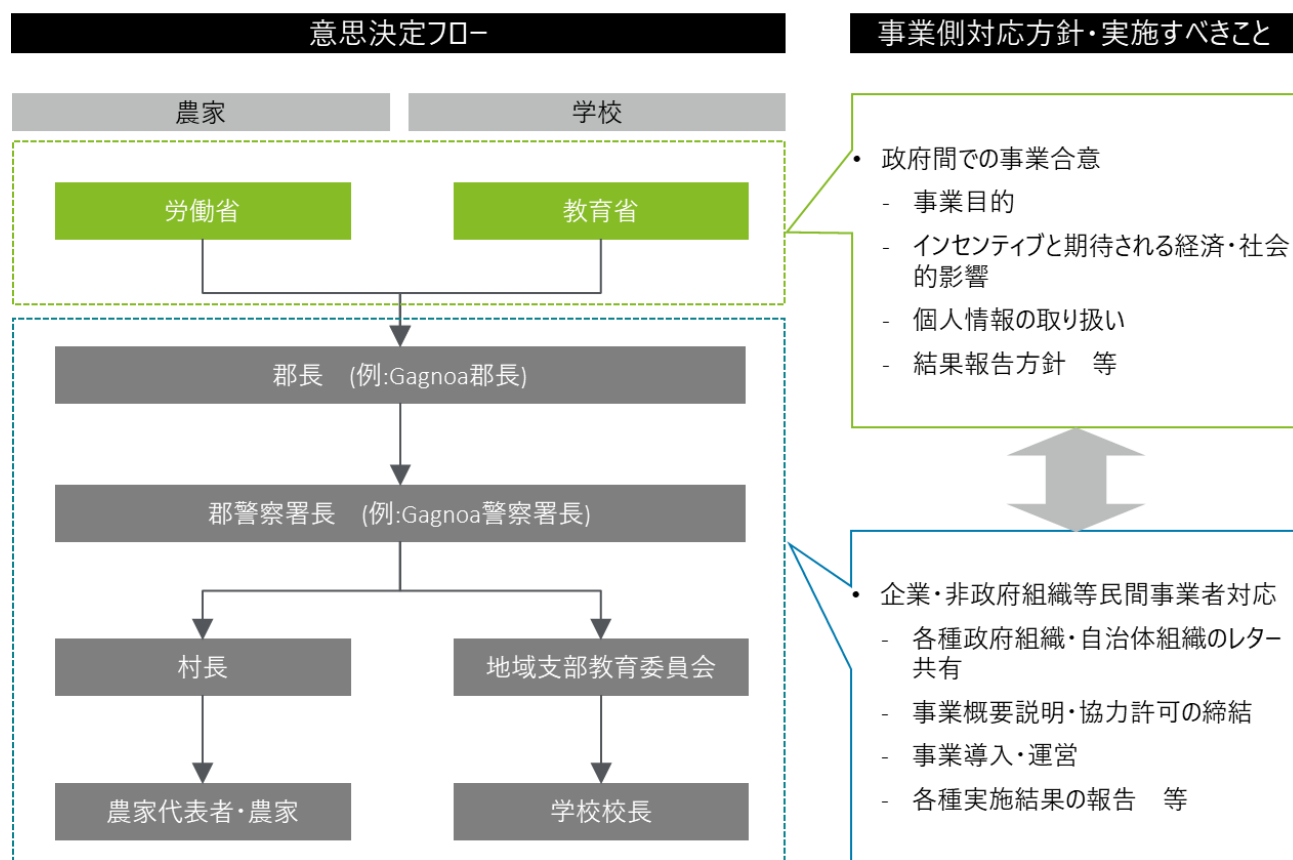 意思決定フロー
農家
学校
労働省
教育省
郡長 (例:Gagnoa郡長)
郡警察署長 (例:Gagnoa警察署長)
村長
地域支部教育委員会
農家代表者・農家
学校校長
事業側対応方針・実施すべきこと
• 政府間での事業合意
- 事業目的
- インセンティブと期待される経済・社会
的影響
- 個人情報の取り扱い
- 結果報告方針 等
• 企業・非政府組織等民間事業者対応
- 各種政府組織・自治体組織のレター
共有
- 事業概要説明・協力許可の締結
- 事業導入・運営
- 各種実施結果の報告 等